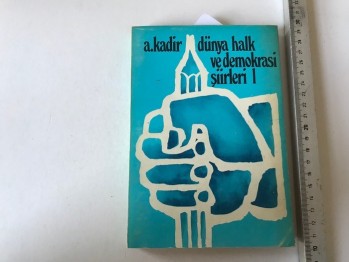 a.kadir dünya halk
ve demokrasi
şiirleri 1